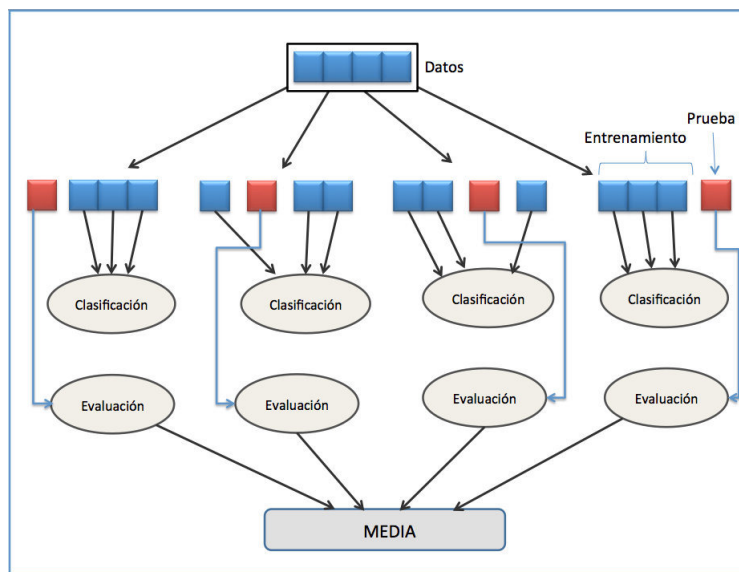 Datos
Prueba
Entrenamiento
Clasificación
Clasificación
Clasificación
Clasificación
Evaluación
Evaluación
Evaluación
Evaluación
MEDIA